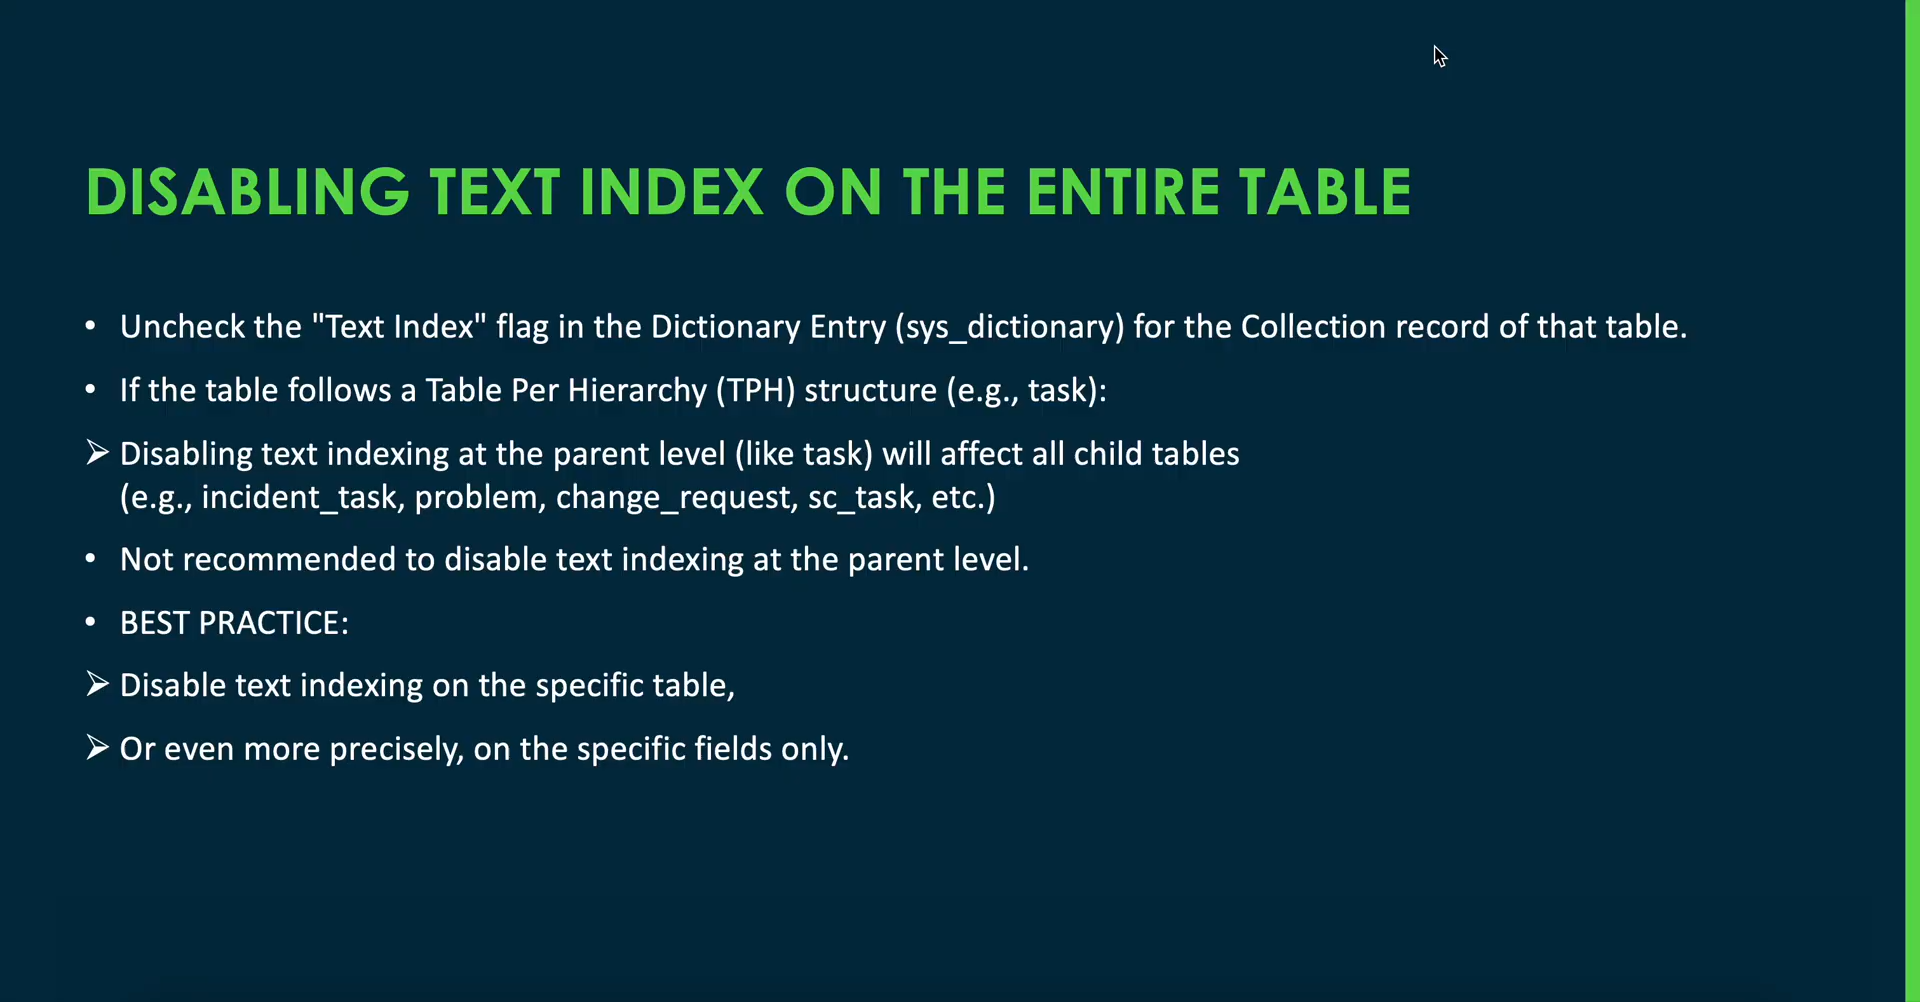 DISABLING TEXT INDEX ON THE ENTIRE TABLE
• Uncheck the "Text Index" flag in the Dictionary Entry (sys_dictionary) for the Collection record of that table.
• If the table follows a Table Per Hierarchy (TPH) structure (e.g., task):
➢ Disabling text indexing at the parent level (like task) will affect all child tables
(e.g., incident_task, problem, change_request, sc_task, etc.)
• Not recommended to disable text indexing at the parent level.
• BEST PRACTICE:
➢ Disable text indexing on the specific table,
➢ Or even more precisely, on the specific fields only.